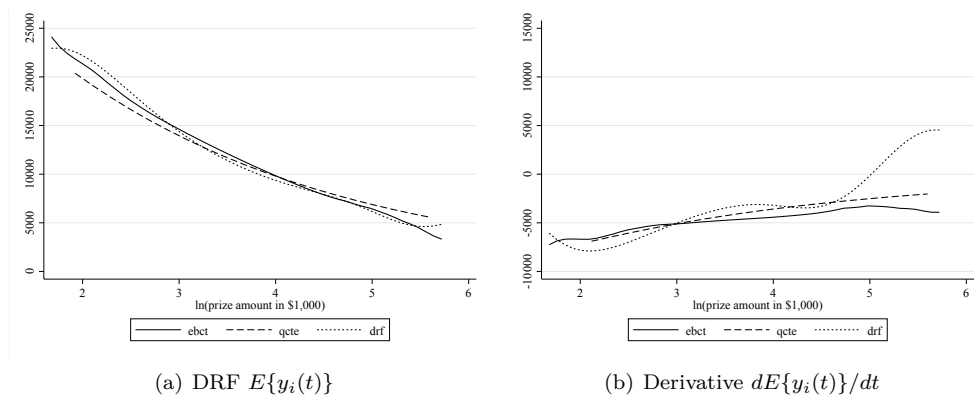 25000
20000
15000
10000
5000
0
2 3 4 5 6
ln(prize amount in $1,000)
ebct qcte drf
(a) DRF E{y_i(t)}
15000
10000
5000
0
-5000
-10000
2 3 4 5 6
ln(prize amount in $1,000)
ebct qcte drf
(b) Derivative dE{y_i(t)}/dt